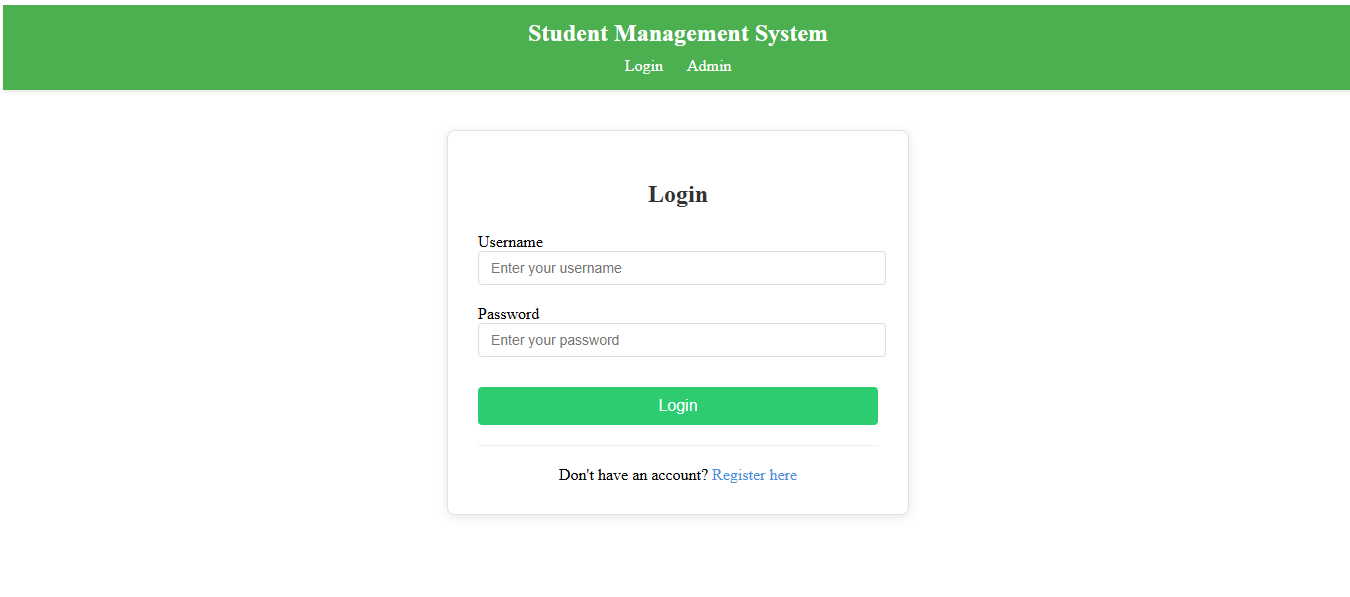 Student Management System
Login Admin
Login
Username
Enter your username
Password
Enter your password
Login
Don't have an account? Register here